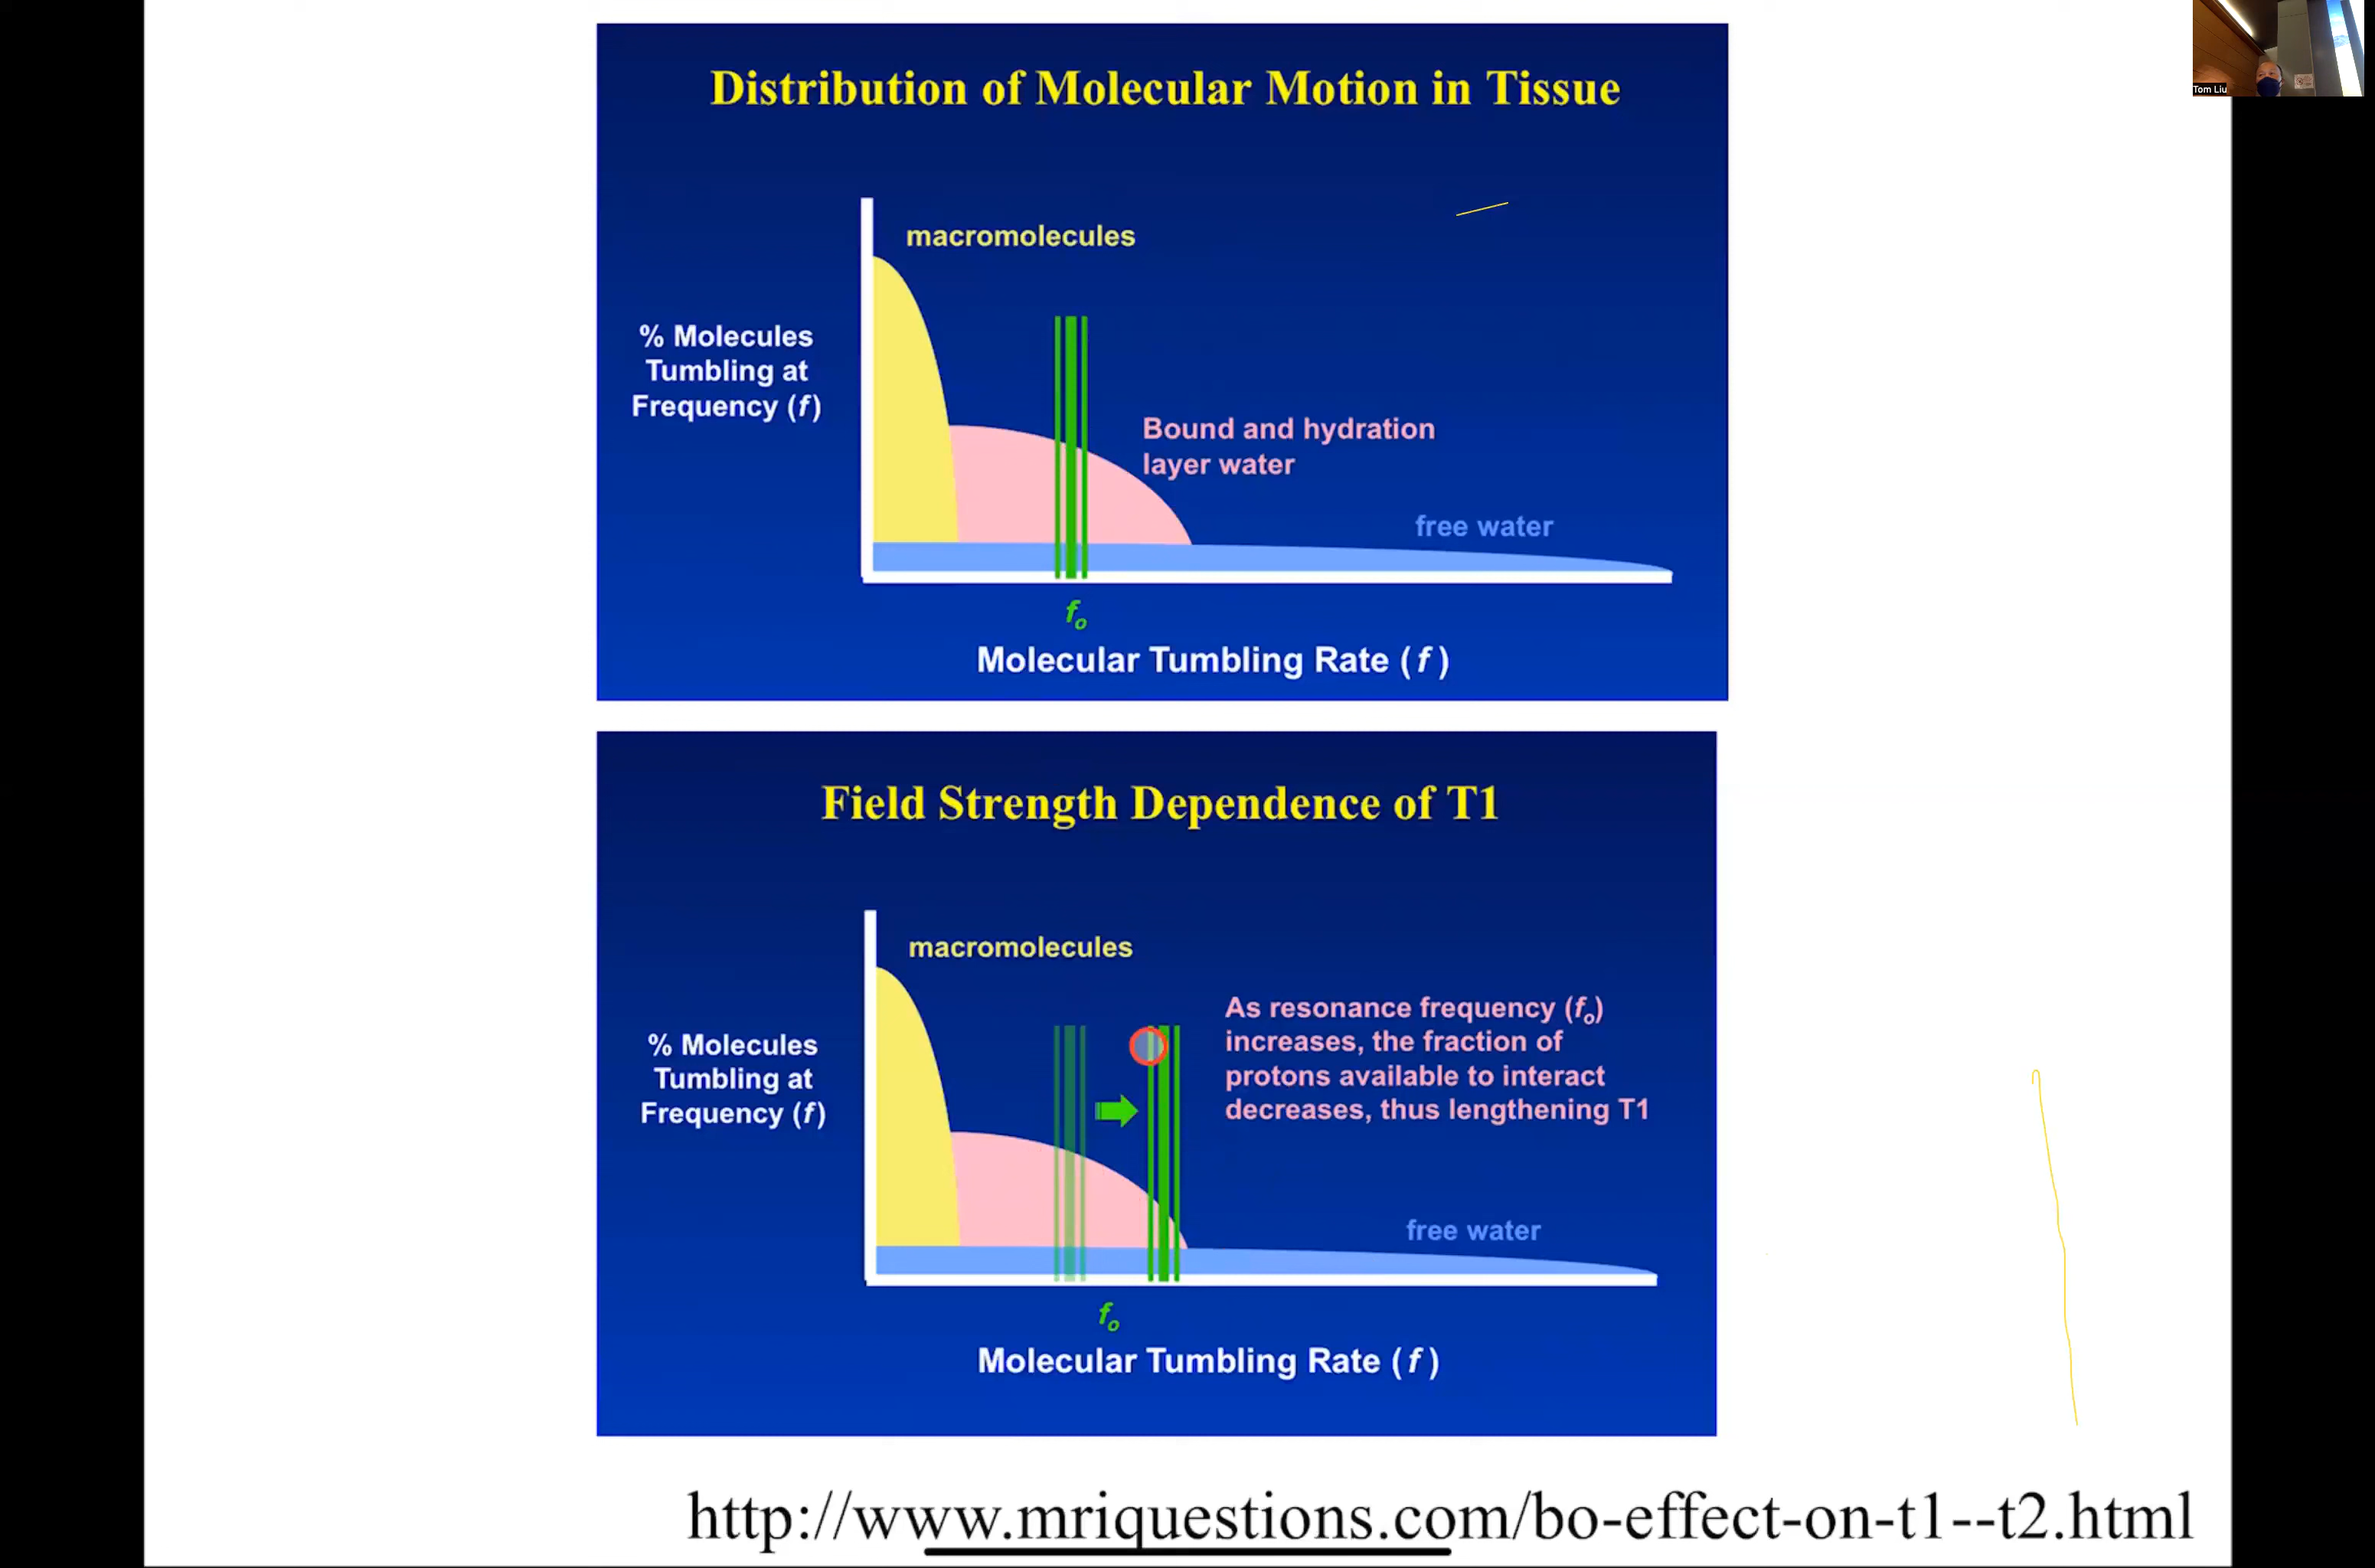 Tom Liu
Distribution of Molecular Motion in Tissue
macromolecules
% Molecules
Tumbling at
Frequency (f)
Bound and hydration
layer water
free water
fo
Molecular Tumbling Rate (f)
Field Strength Dependence of T1
macromolecules
% Molecules
Tumbling at
Frequency (f)
As resonance frequency (fo)
increases, the fraction of
protons available to interact
decreases, thus lengthening T1
free water
fo
Molecular Tumbling Rate (f)
http://www.mriquestions.com/bo-effect-on-t1--t2.html